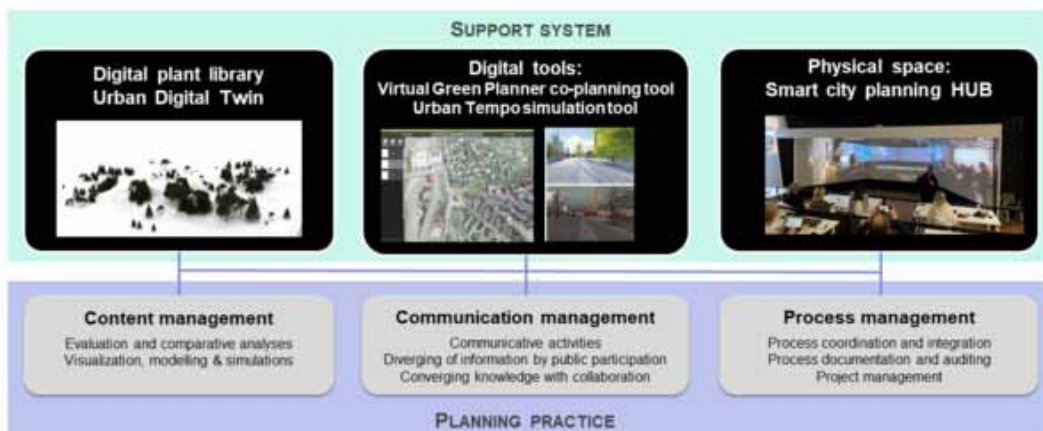 SUPPORT SYSTEM
Digital plant library
Urban Digital Twin
Digital tools:
Virtual Green Planner co-planning tool
Urban Tempo simulation tool
Physical space:
Smart city planning HUB
Content management
Evaluation and comparative analyses
Visualization, modelling & simulations
Communication management
Communicative activities
Diverging of information by public participation
Converging knowledge with collaboration
Process management
Process coordination and integration
Process documentation and auditing
Project management
PLANNING PRACTICE